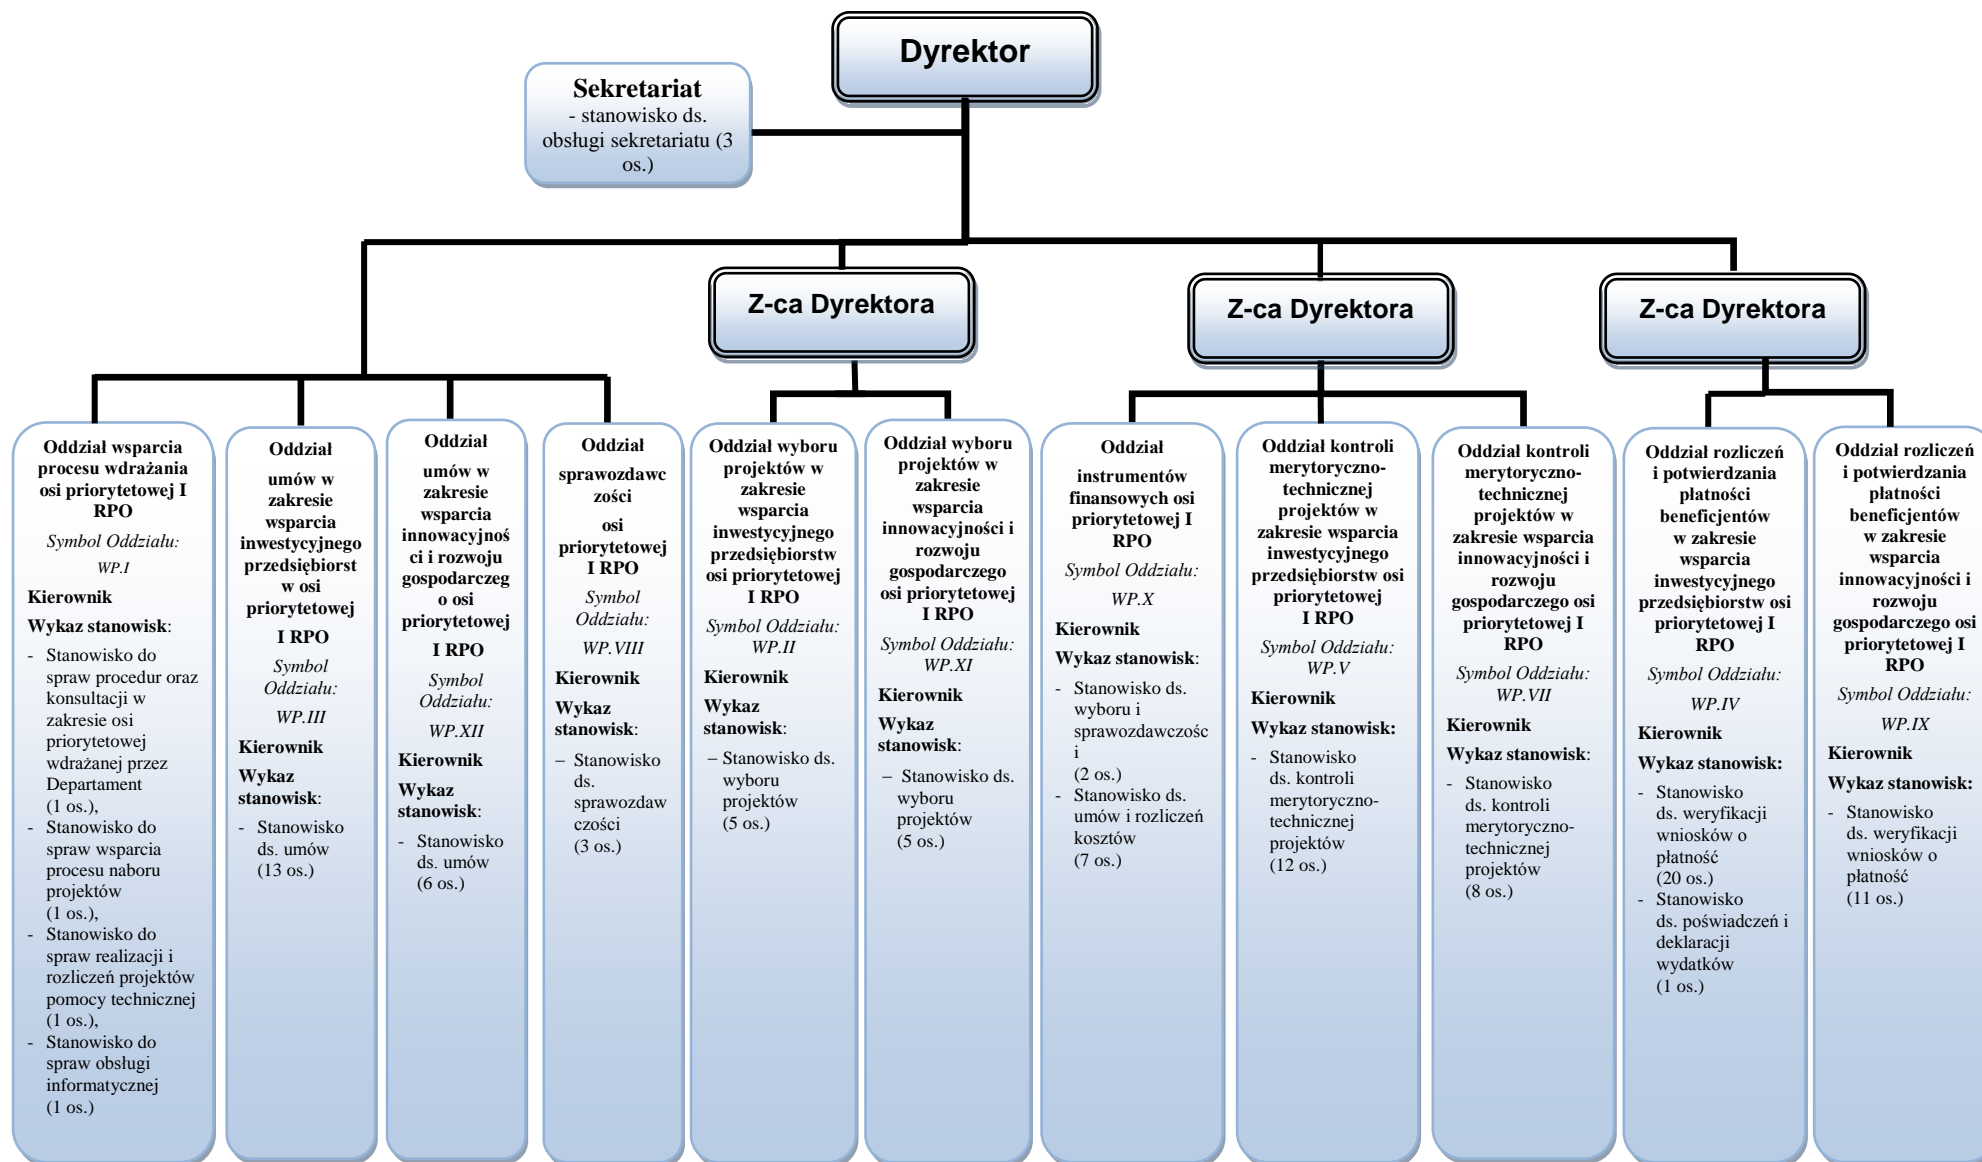 Dyrektor
Sekretariat
- stanowisko ds.
obsługi sekretariatu (3
os.)
Z-ca Dyrektora
Z-ca Dyrektora
Z-ca Dyrektora
Oddział wsparcia
procesu wdrażania
osi priorytetowej I
RPO
Symbol Oddziału:
WP.I
Kierownik
Wykaz stanowisk:
- Stanowisko do
spraw procedur oraz
konsultacji w
zakresie osi
priorytetowej
wdrażanej przez
Departament
(1 os.),
- Stanowisko do
spraw wsparcia
procesu naboru
projektów
(1 os.),
- Stanowisko do
spraw realizacji i
rozliczeń projektów
pomocy technicznej
(1 os.),
- Stanowisko do
spraw obsługi
informatycznej
(1 os.)
Oddział
umów w
zakresie
wsparcia
inwestycyjnego
przedsiębiorst
w osi
priorytetowej
I RPO
Symbol
Oddziału:
WP.III
Kierownik
Wykaz
stanowisk:
- Stanowisko
ds. umów
(13 os.)
Oddział
umów w
zakresie
wsparcia
innowacyjnoś
ci i rozwoju
gospodarczeg
o osi
priorytetowej
I RPO
Symbol
Oddziału:
WP.XII
Kierownik
Wykaz
stanowisk:
- Stanowisko
ds. umów
(6 os.)
Oddział
sprawozdawc
zości
osi
priorytetowej
I RPO
Symbol
Oddziału:
WP.VIII
Kierownik
Wykaz
stanowisk:
– Stanowisko
ds.
sprawozdaw
czości
(3 os.)
Oddział wyboru
projektów w
zakresie
wsparcia
inwestycyjnego
przedsiębiorstw
osi priorytetowej
I RPO
Symbol Oddziału:
WP.II
Kierownik
Wykaz
stanowisk:
– Stanowisko ds.
wyboru
projektów
(5 os.)
Oddział wyboru
projektów w
zakresie
wsparcia
innowacyjności i
rozwoju
gospodarczego
osi priorytetowej
I RPO
Symbol Oddziału:
WP.XI
Kierownik
Wykaz
stanowisk:
– Stanowisko ds.
wyboru
projektów
(5 os.)
Oddział
instrumentów
finansowych osi
priorytetowej I
RPO
Symbol Oddziału:
WP.X
Kierownik
Wykaz stanowisk:
- Stanowisko ds.
wyboru i
sprawozdawczośc
i
(2 os.)
- Stanowisko ds.
umów i rozliczeń
kosztów
(7 os.)
Oddział kontroli
merytoryczno-
technicznej
projektów w
zakresie wsparcia
inwestycyjnego
przedsiębiorstw osi
priorytetowej
I RPO
Symbol Oddziału:
WP.V
Kierownik
Wykaz stanowisk:
- Stanowisko
ds. kontroli
merytoryczno-
technicznej
projektów
(12 os.)
Oddział kontroli
merytoryczno-
technicznej
projektów w
zakresie wsparcia
innowacyjności i
rozwoju
gospodarczego osi
priorytetowej I
RPO
Symbol Oddziału:
WP.VII
Kierownik
Wykaz stanowisk:
- Stanowisko
ds. kontroli
merytoryczno-
technicznej
projektów
(8 os.)
Oddział rozliczeń
i potwierdzania
płatności
beneficjentów
w zakresie
wsparcia
inwestycyjnego
przedsiębiorstw osi
priorytetowej I
RPO
Symbol Oddziału:
WP.IV
Kierownik
Wykaz stanowisk:
- Stanowisko
ds. weryfikacji
wniosków o
płatność
(20 os.)
- Stanowisko
ds. poświadczeń i
deklaracji
wydatków
(1 os.)
Oddział rozliczeń
i potwierdzania
płatności
beneficjentów
w zakresie
wsparcia
innowacyjności i
rozwoju
gospodarczego osi
priorytetowej I
RPO
Symbol Oddziału:
WP.IX
Kierownik
Wykaz stanowisk:
- Stanowisko
ds. weryfikacji
wniosków o
płatność
(11 os.)